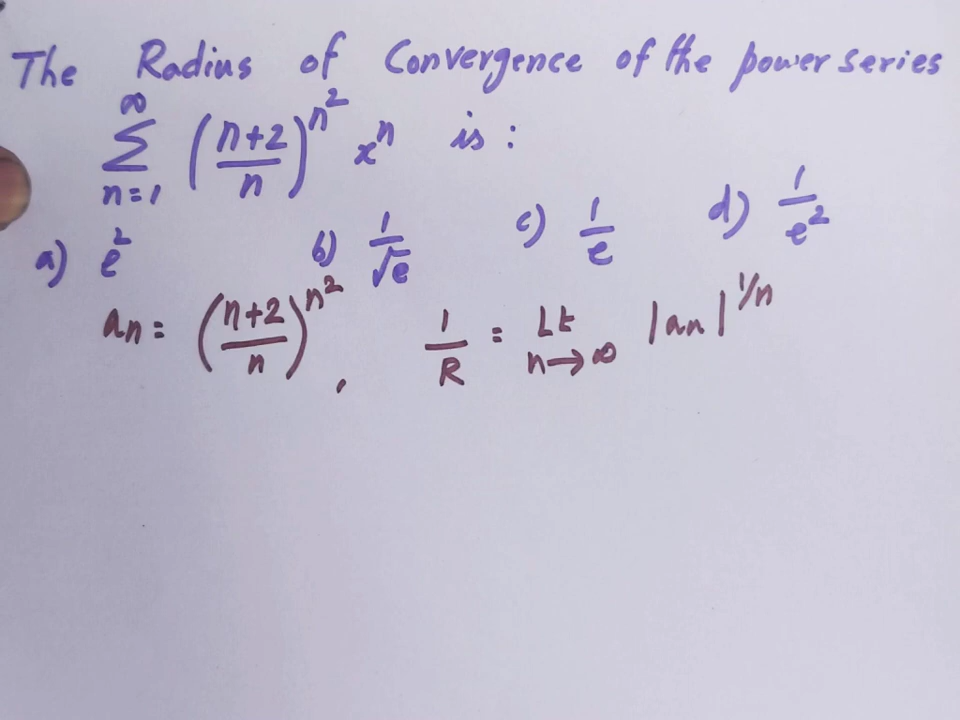 The Radius of Convergence of the power series
∞∑n=1 (n+2/n)^n² xⁿ is :
a) e² b) 1/√e c) 1/e d) 1/e²
an = (n+2/n)^n² , 1/R = Lt n→∞ |an|^1/n